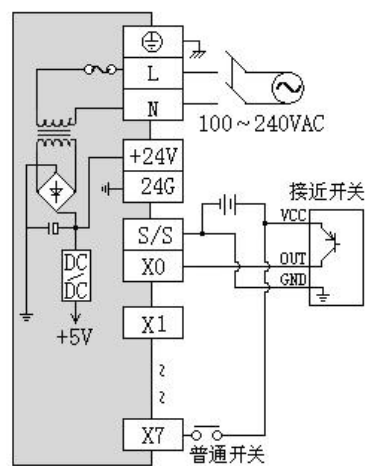 L
N
100~240VAC
+24V
24G
接近开关
VCC
S/S
X0
OUT
GND
DC
DC
+5V
X1
~
~
X7
普通开关